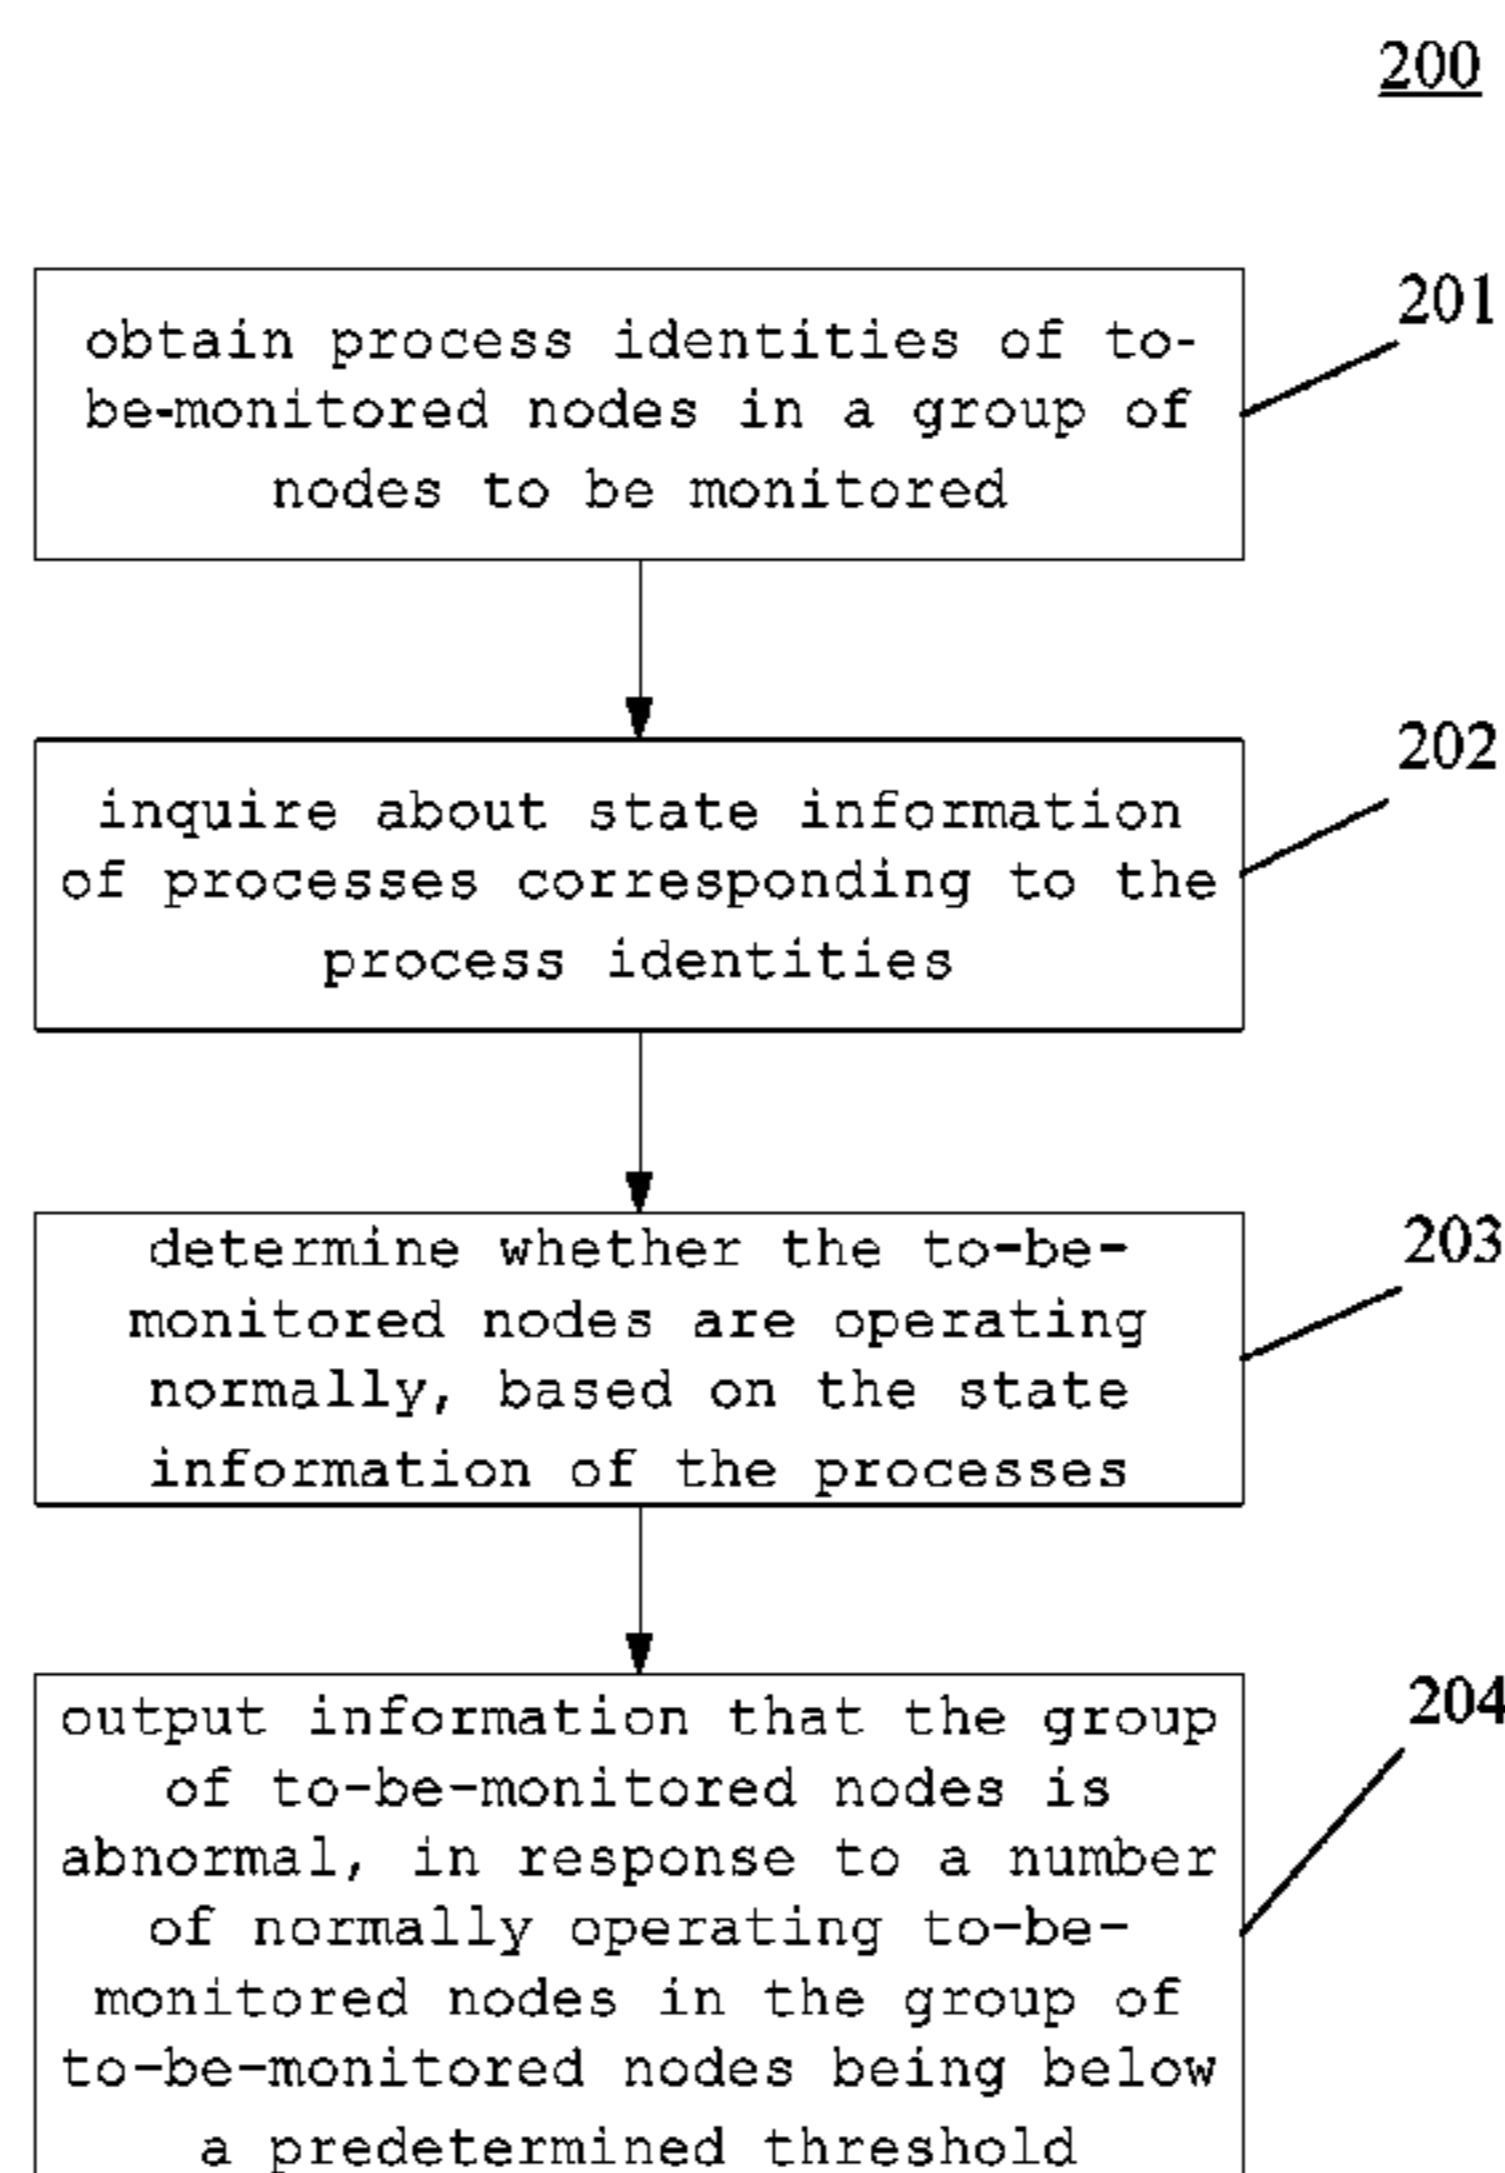 200
201
obtain process identities of to-
be-monitored nodes in a group of
nodes to be monitored
202
inquire about state information
of processes corresponding to the
process identities
203
determine whether the to-be-
monitored nodes are operating
normally, based on the state
information of the processes
204
output information that the group
of to-be-monitored nodes is
abnormal, in response to a number
of normally operating to-be-
monitored nodes in the group of
to-be-monitored nodes being below
a predetermined threshold